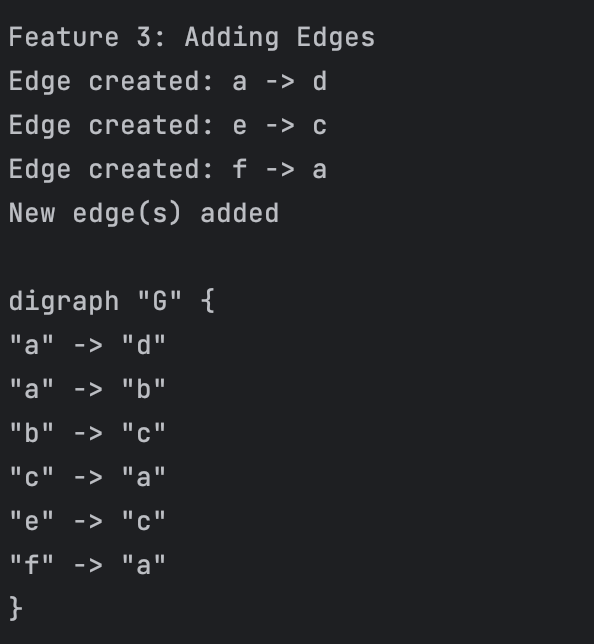 Feature 3: Adding Edges
Edge created: a -> d
Edge created: e -> c
Edge created: f -> a
New edge(s) added

digraph "G" {
"a" -> "d"
"a" -> "b"
"b" -> "c"
"c" -> "a"
"e" -> "c"
"f" -> "a"
}